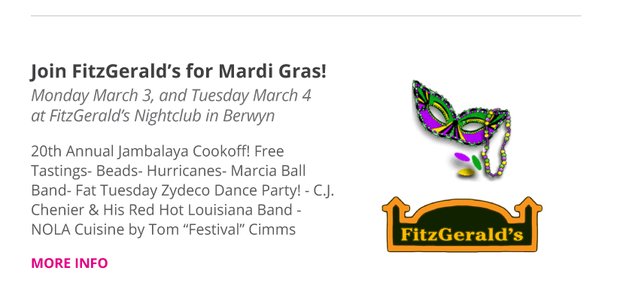 Join FitzGerald’s for Mardi Gras!
Monday March 3, and Tuesday March 4
at FitzGerald’s Nightclub in Berwyn
20th Annual Jambalaya Cookoff! Free
Tastings- Beads- Hurricanes- Marcia Ball
Band- Fat Tuesday Zydeco Dance Party! - C.J.
Chenier & His Red Hot Louisiana Band -
NOLA Cuisine by Tom “Festival” Cimms
MORE INFO
FitzGerald's